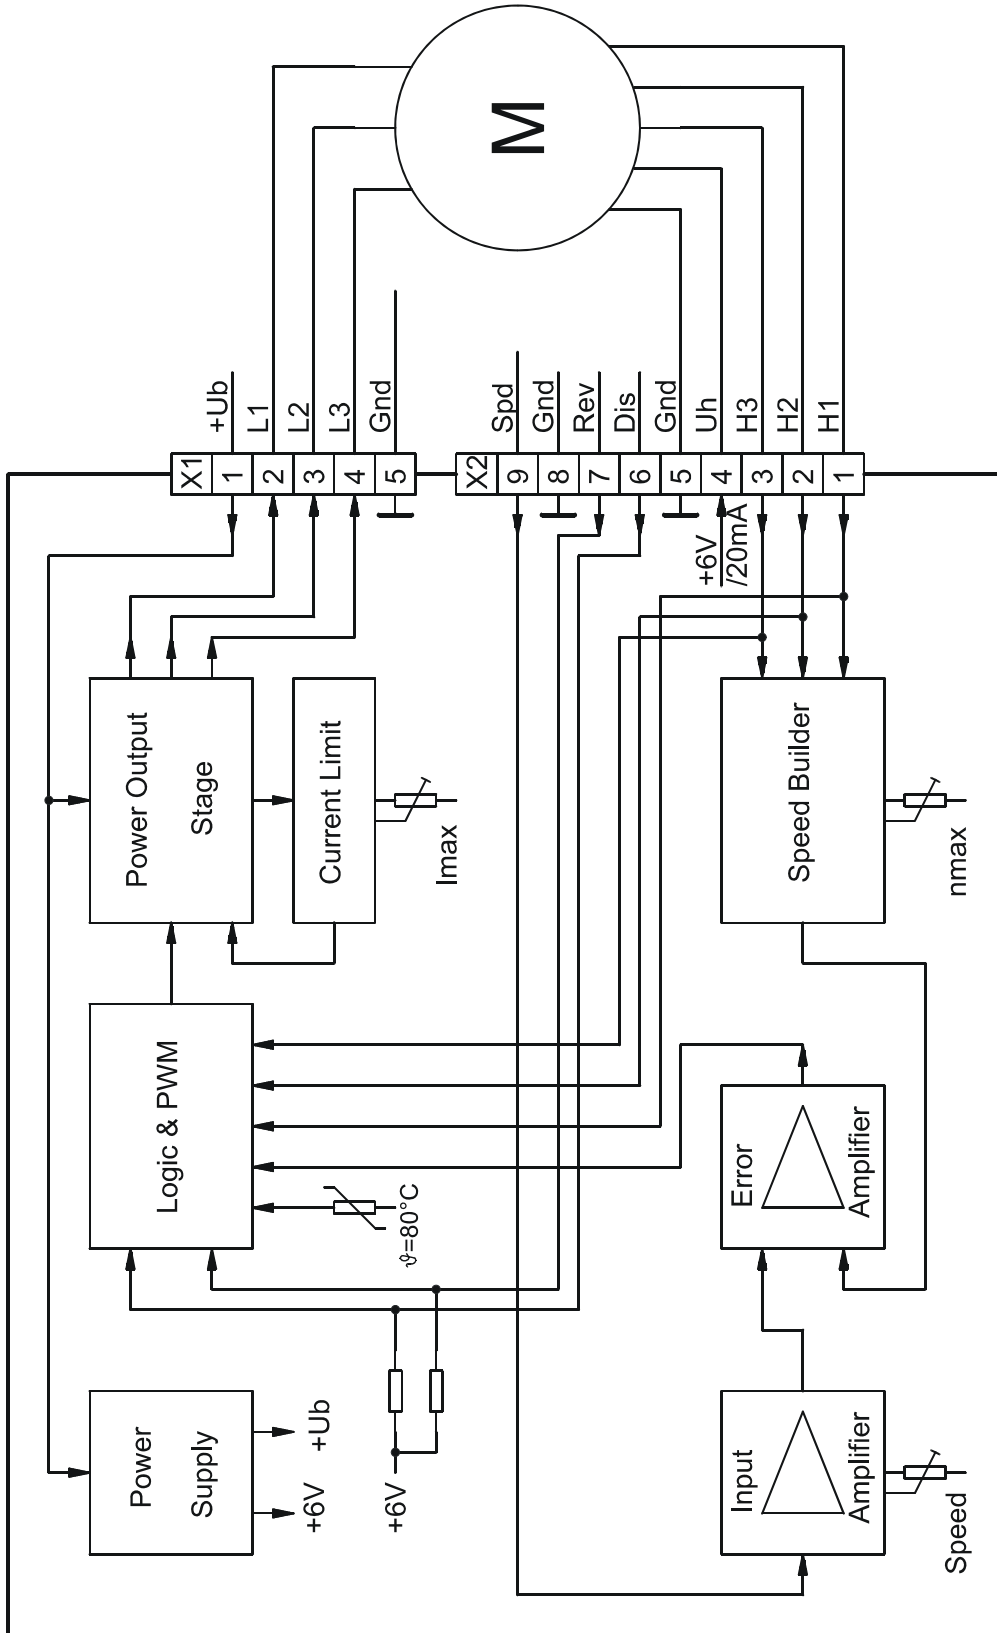 M
+Ub
L1
L2
L3
Gnd
Spd
Gnd
Rev
Dis
Gnd
Uh
H3
H2
H1
X1
1
2
3
4
5
X2
9
8
7
6
5
4
3
2
1
+6V
/20mA
Power Output
Stage
Current Limit
Imax
Speed Builder
nmax
Logic & PWM
ϑ=80°C
Error
Amplifier
Power
Supply
+Ub
+6V
+6V
Input
Amplifier
Speed